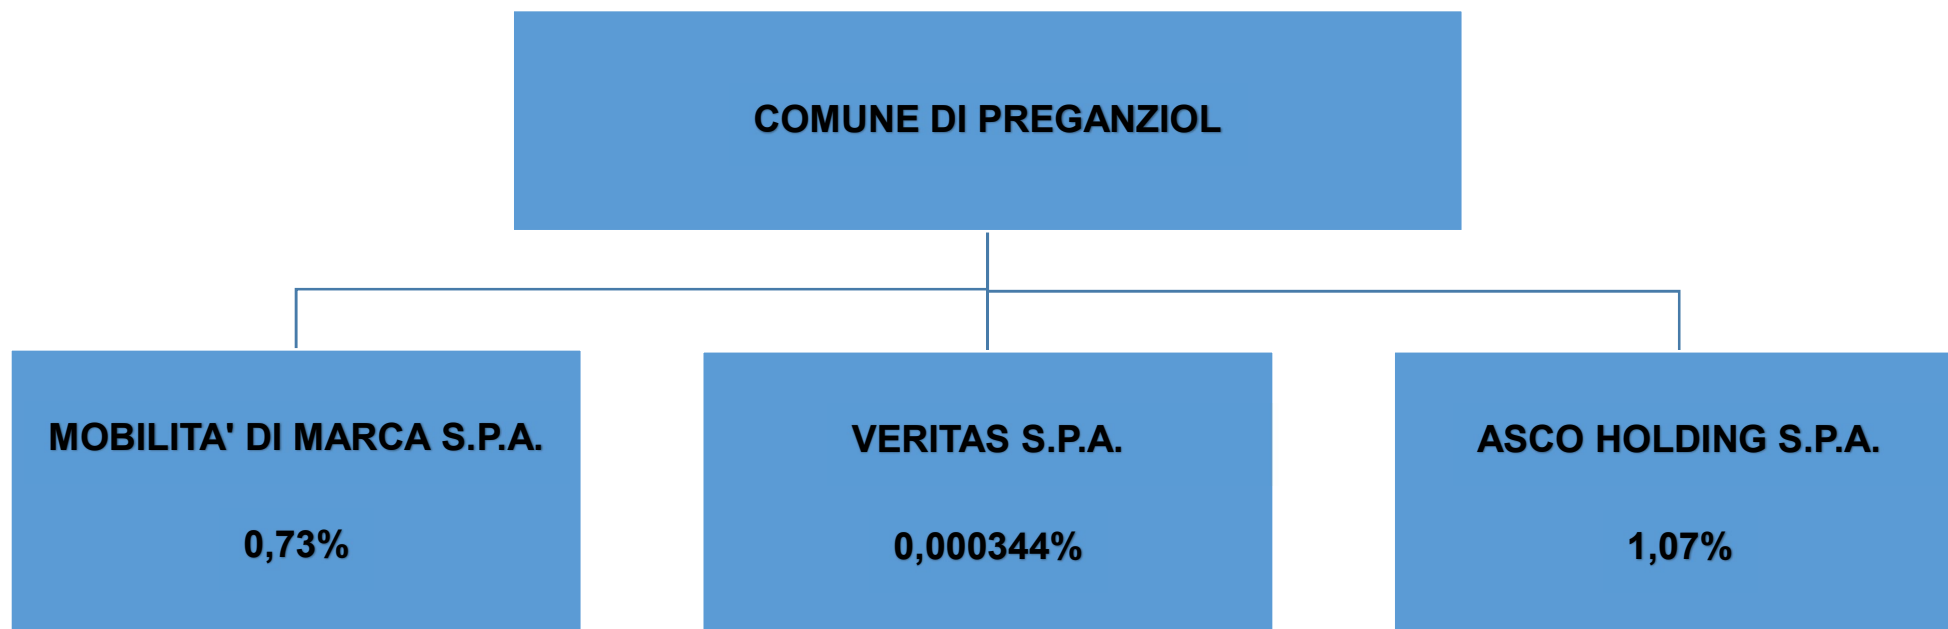 COMUNE DI PREGANZIOL
MOBILITA' DI MARCA S.P.A.
0,73%
VERITAS S.P.A.
0,000344%
ASCO HOLDING S.P.A.
1,07%